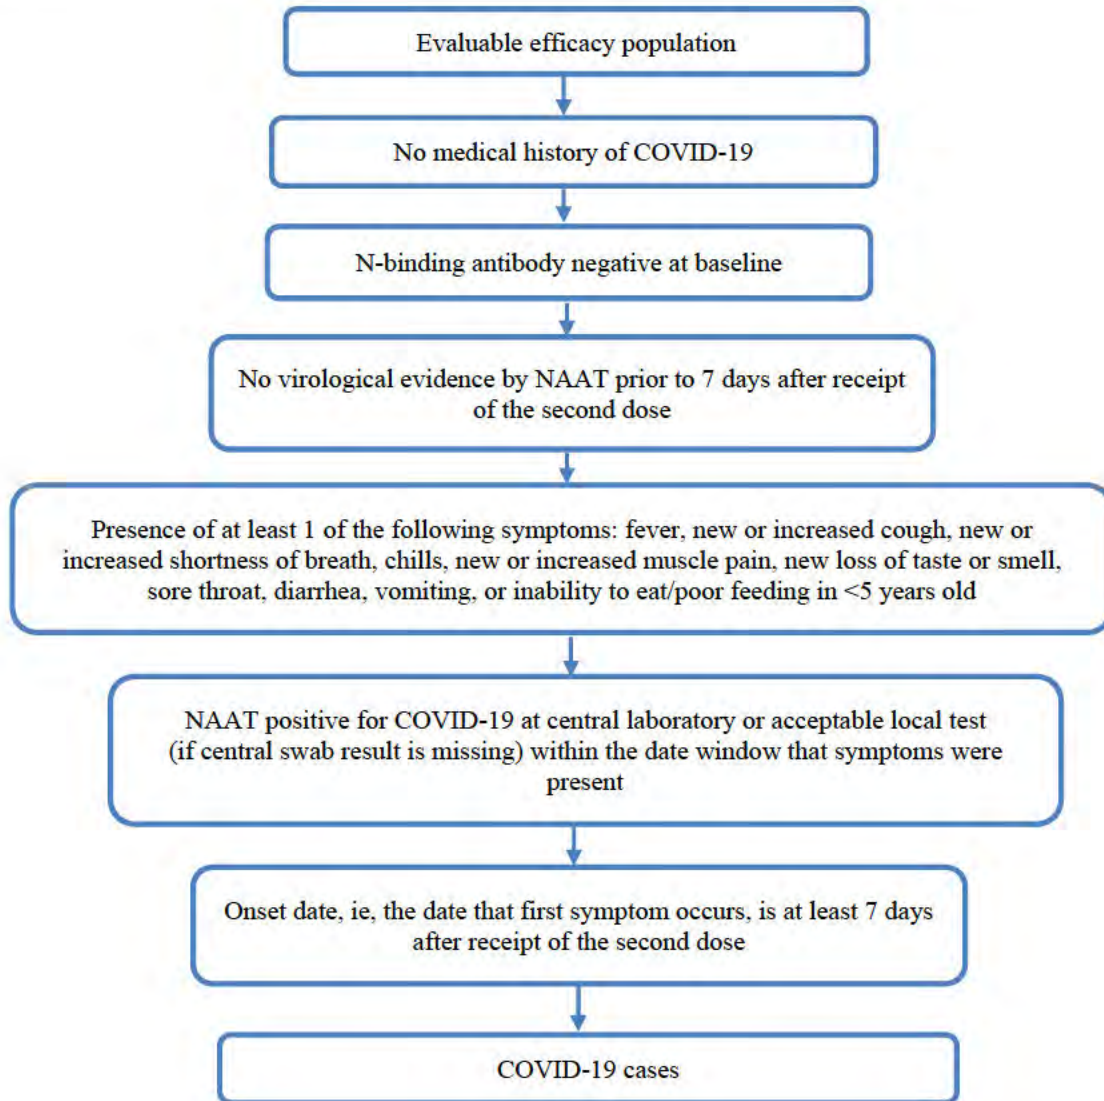 Evaluable efficacy population
No medical history of COVID-19
N-binding antibody negative at baseline
No virological evidence by NAAT prior to 7 days after receipt
of the second dose
Presence of at least 1 of the following symptoms: fever, new or increased cough, new or
increased shortness of breath, chills, new or increased muscle pain, new loss of taste or smell,
sore throat, diarrhea, vomiting, or inability to eat/poor feeding in <5 years old
NAAT positive for COVID-19 at central laboratory or acceptable local test
(if central swab result is missing) within the date window that symptoms were
present
Onset date, ie, the date that first symptom occurs, is at least 7 days
after receipt of the second dose
COVID-19 cases